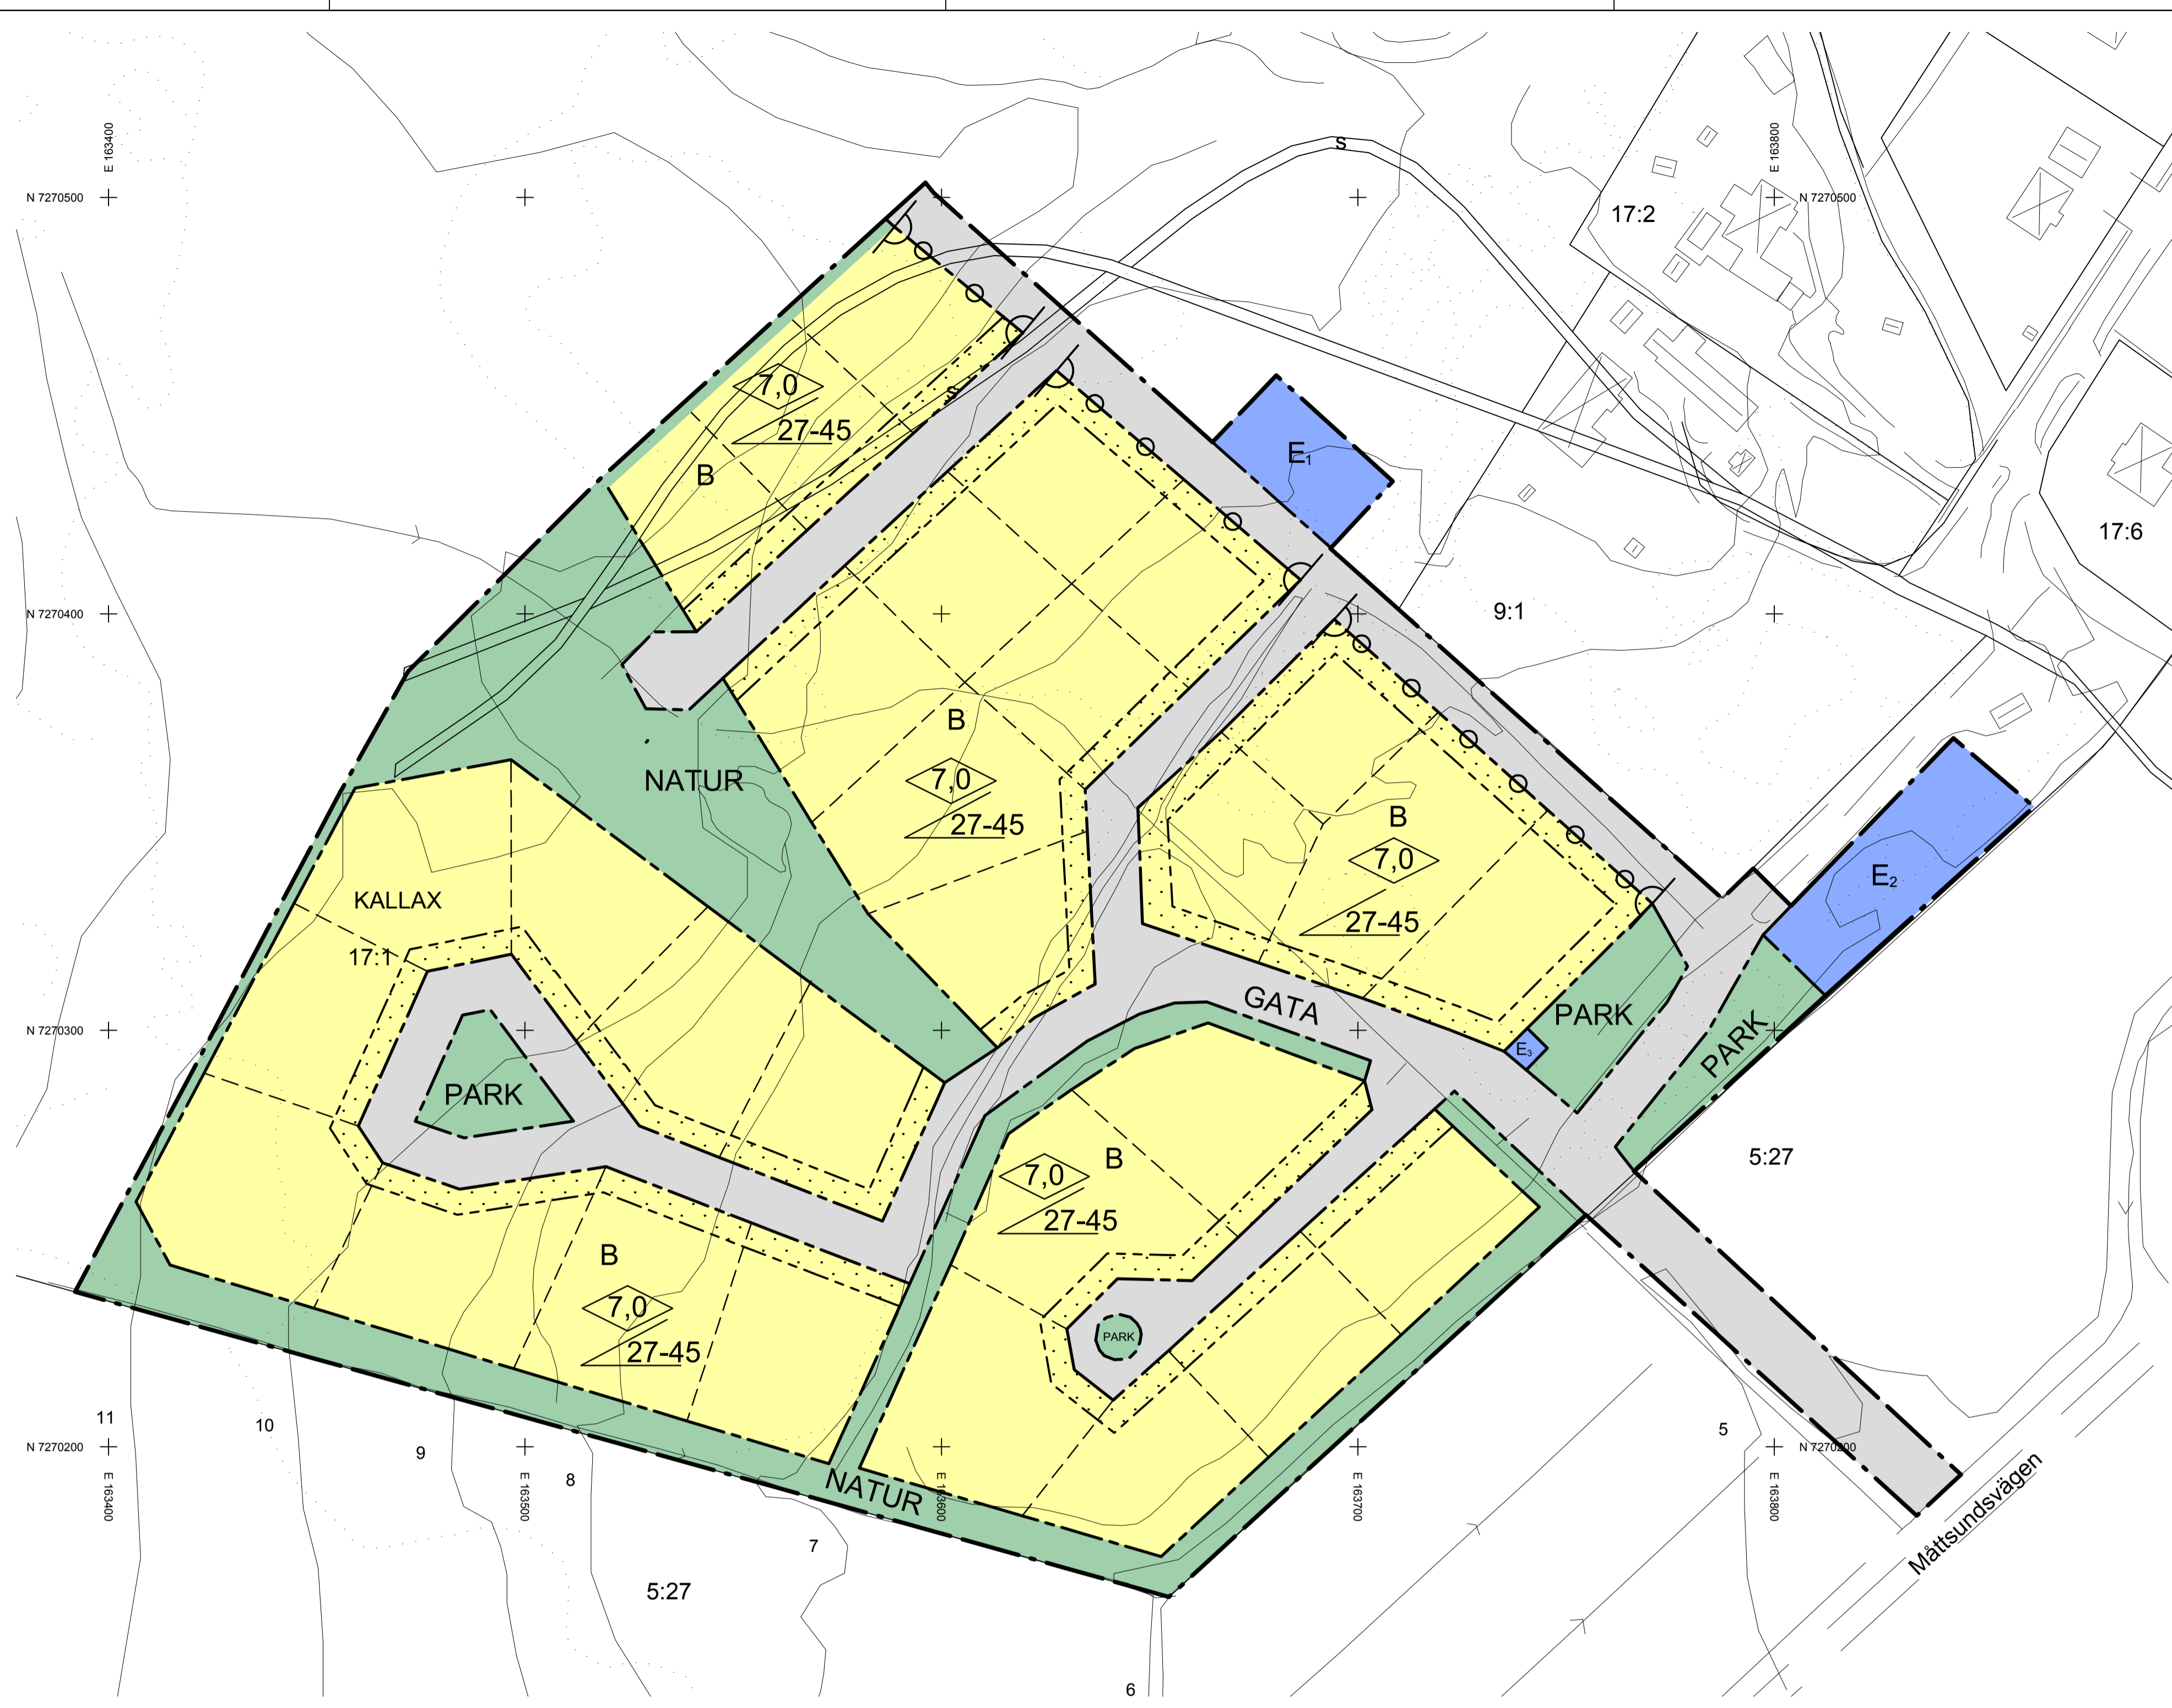 E 163400
E 163800
N 7270500
N 7270500
S
17:2
7,0
S
27-45
E1
B
17:6
9:1
N 7270400
B
NATUR
7,0
27-45
B
7,0
27-45
E2
KALLAX
17:1
GATA
PARK
PARK
E3
N 7270300
PARK
B
7,0
27-45
5:27
B
7,0
27-45
PARK
11
10
9
8
5
N 7270200
N 7270200
E 163400
E 163500
E 163600
E 163700
E 163800
NATUR
7
Måttsundsvägen
5:27
6